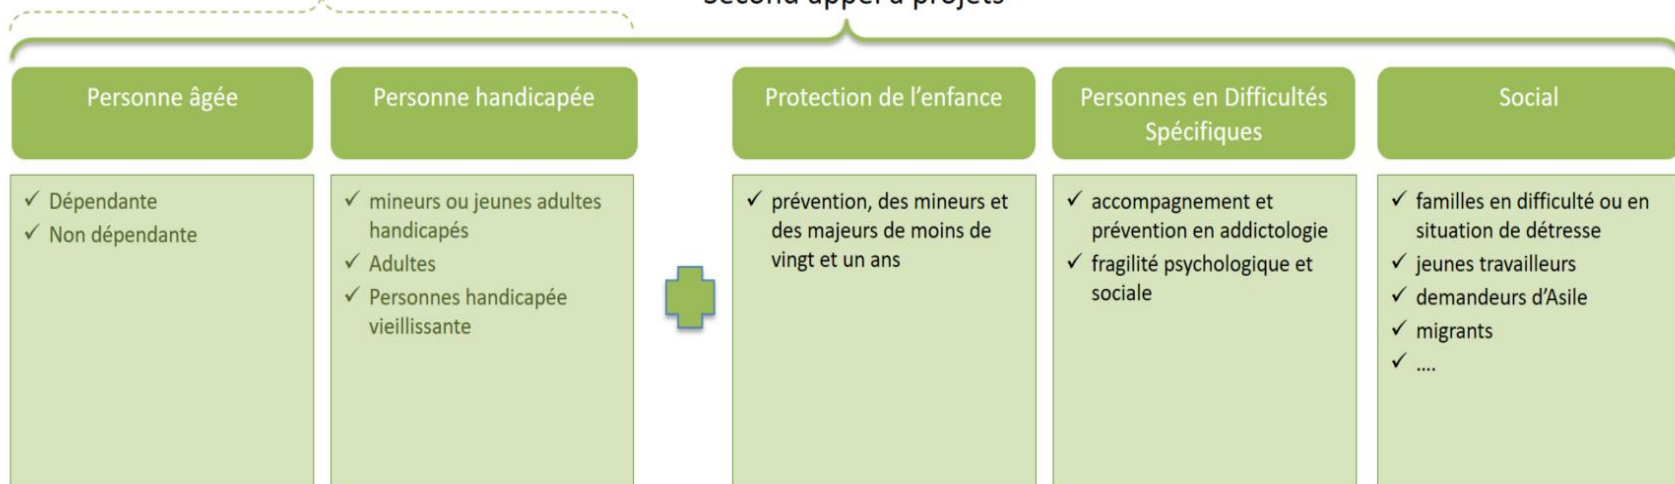 Second appel à projets
Personne âgée
Dépendante
Non dépendante
Personne handicapée
mineurs ou jeunes adultes
handicapés
Adultes
Personnes handicapée
vieillissante
Protection de l'enfance
prévention, des mineurs et
des majeurs de moins de
vingt et un ans
Personnes en Difficultés
Spécifiques
accompagnement et
prévention en addictologie
fragilité psychologique et
sociale
Social
familles en difficulté ou en
situation de détresse
jeunes travailleurs
demandeurs d'Asile
migrants
....